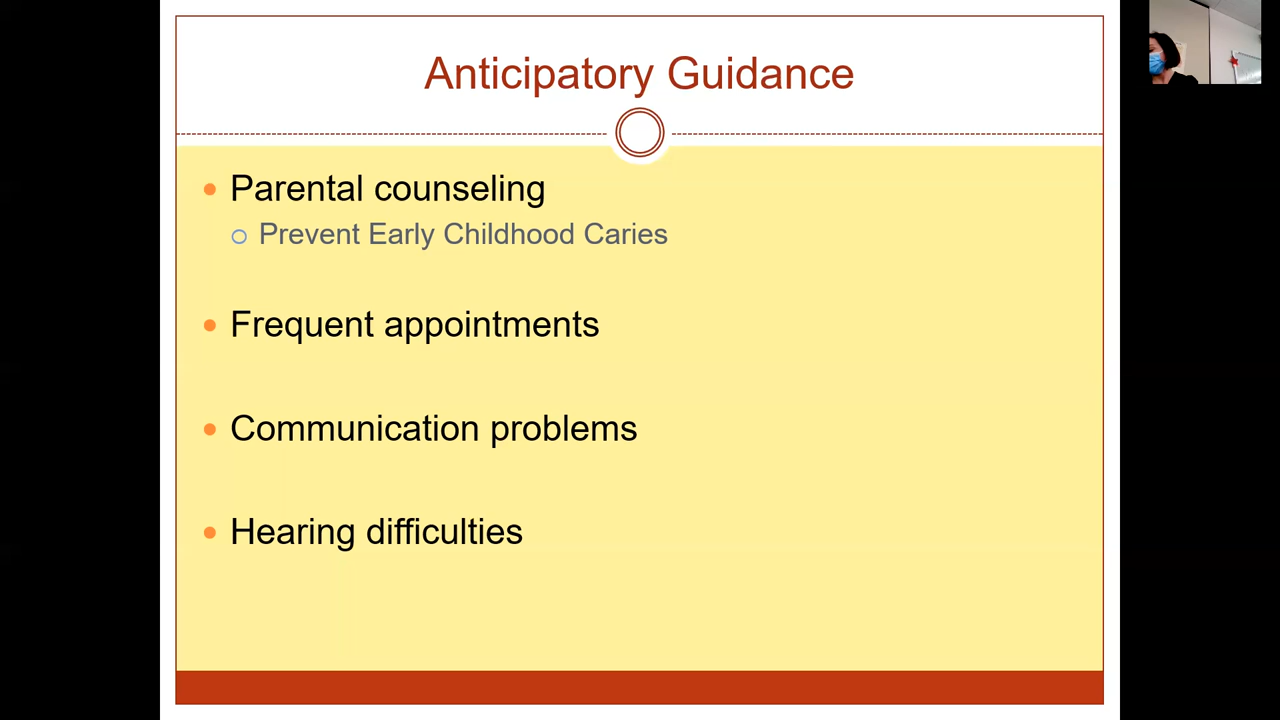 Anticipatory Guidance
Parental counseling
Prevent Early Childhood Caries
Frequent appointments
Communication problems
Hearing difficulties